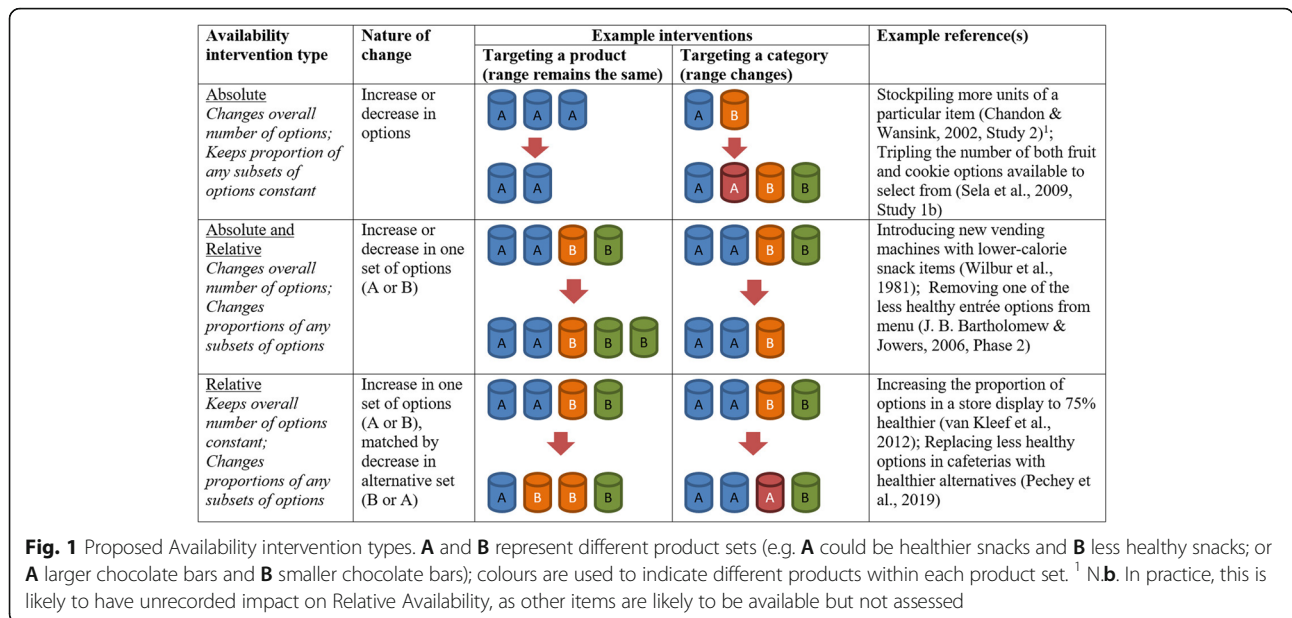 Availability intervention type
Nature of change
Example interventions
Targeting a product (range remains the same)
Targeting a category (range changes)
Example reference(s)
Absolute
Changes overall
number of options;
Keeps proportion of
any subsets of
options constant
Increase or
decrease in
options
A A A
A A
A B
A A B B
Stockpiling more units of a
particular item (Chandon &
Wansink, 2002, Study 2)1;
Tripling the number of both fruit
and cookie options available to
select from (Sela et al., 2009,
Study 1b)
Absolute and
Relative
Changes overall
number of options;
Changes
proportions of any
subsets of options
Increase or
decrease in one
set of options
(A or B)
A A B B
A A B B B
A A B B
A A B
Introducing new vending
machines with lower-calorie
snack items (Wilbur et al.,
1981); Removing one of the
less healthy entrée options from
menu (J. B. Bartholomew &
Jowers, 2006, Phase 2)
Relative
Keeps overall
number of options
constant;
Changes
proportions of any
subsets of options
Increase in one
set of options
(A or B),
matched by
decrease in
alternative set
(B or A)
A A B B
A B B B
A A B B
A A A B
Increasing the proportion of
options in a store display to 75%
healthier (van Kleef et al.,
2012); Replacing less healthy
options in cafeterias with
healthier alternatives (Pechey
et al., 2019)
Fig. 1 Proposed Availability intervention types. A and B represent different product sets (e.g. A could be healthier snacks and B less healthy snacks; or
A larger chocolate bars and B smaller chocolate bars); colours are used to indicate different products within each product set. 1 N.b. In practice, this is
likely to have unrecorded impact on Relative Availability, as other items are likely to be available but not assessed